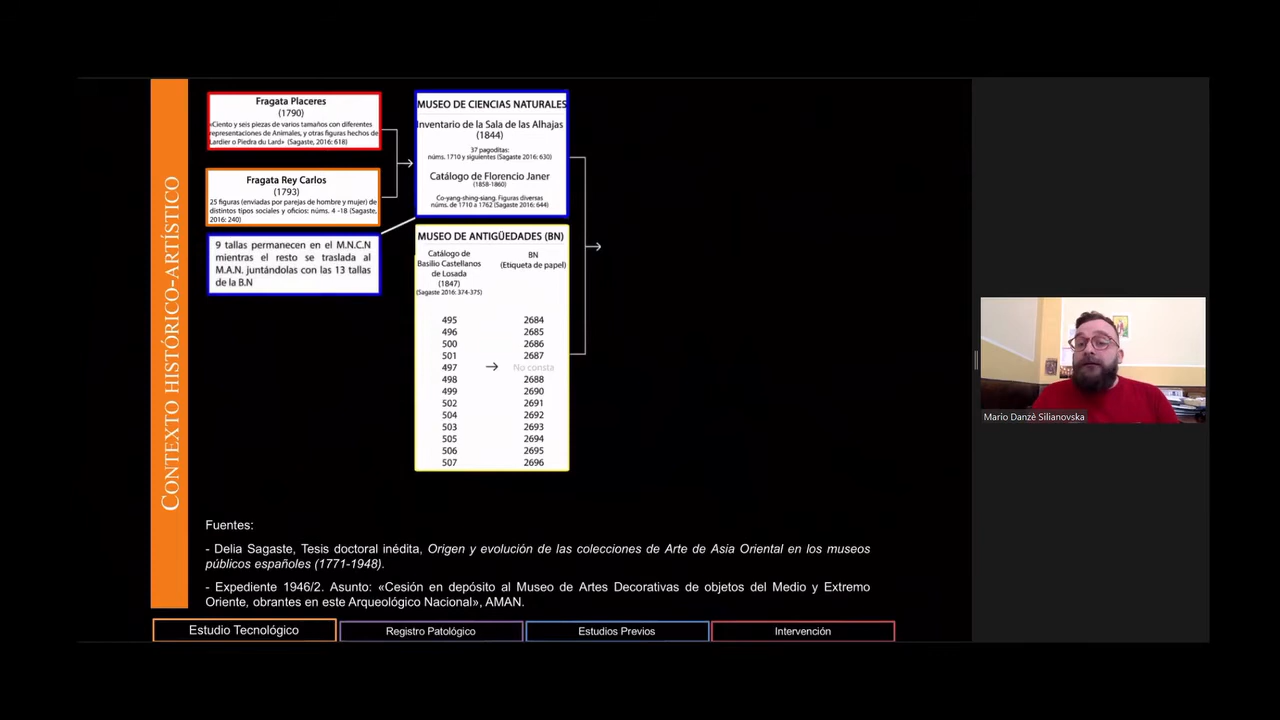 CONTEXTO HISTÓRICO-ARTÍSTICO
Fragata Placeres
(1790)
«Ciento y seis piezas de varios tamaños con diferentes
representaciones de Animales, y otras figuras hechos de
Lardier o Piedra du Lard» (Sagaste, 2016: 618)
Fragata Rey Carlos
(1793)
25 figuras (enviadas por parejas de hombre y mujer) de
distintos tipos sociales y oficios: núms. 4 -18 (Sagaste,
2016: 240)
9 tallas permanecen en el M.N.C.N
mientras el resto se traslada al
M.A.N. juntándolas con las 13 tallas
de la B.N
MUSEO DE CIENCIAS NATURALES
Inventario de la Sala de las Alhajas
(1844)
37 pagoditas:
núms. 1710 y siguientes (Sagaste 2016: 630)
Catálogo de Florencio Janer
(1858-1860)
Co-yang-shing-siang. Figuras diversas
núms. de 1710 a 1762 (Sagaste 2016: 644)
MUSEO DE ANTIGÜEDADES (BN)
Catálogo de
Basilio Castellanos
de Losada
(1847)
(Sagaste 2016: 374-375)
BN
(Etiqueta de papel)
495 2684
496 2685
500 2686
501 2687
497 → No consta
498 2688
499 2690
502 2691
504 2692
503 2693
505 2694
506 2695
507 2696
Fuentes:
- Delia Sagaste, Tesis doctoral inédita, Origen y evolución de las colecciones de Arte de Asia Oriental en los museos
públicos españoles (1771-1948).
- Expediente 1946/2. Asunto: «Cesión en depósito al Museo de Artes Decorativas de objetos del Medio y Extremo
Oriente, obrantes en este Arqueológico Nacional», AMAN.
Estudio Tecnológico
Registro Patológico
Estudios Previos
Intervención
Mario Danzè Silianovska